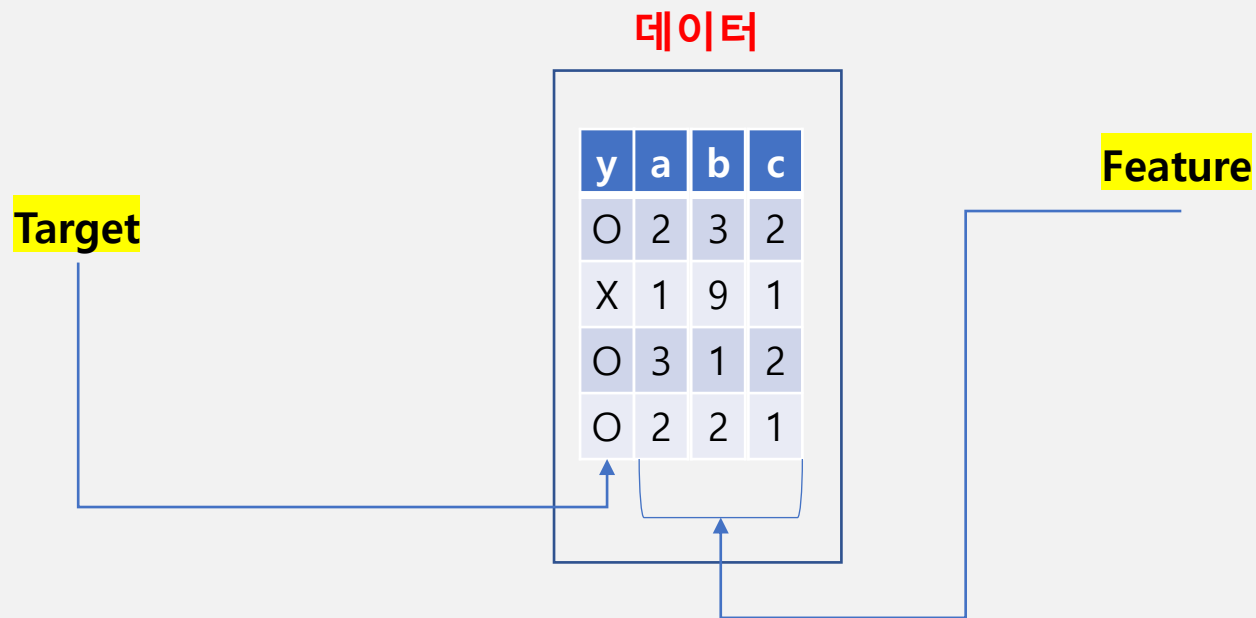 데이터
Feature
Target
y a b c
O 2 3 2
X 1 9 1
O 3 1 2
O 2 2 1